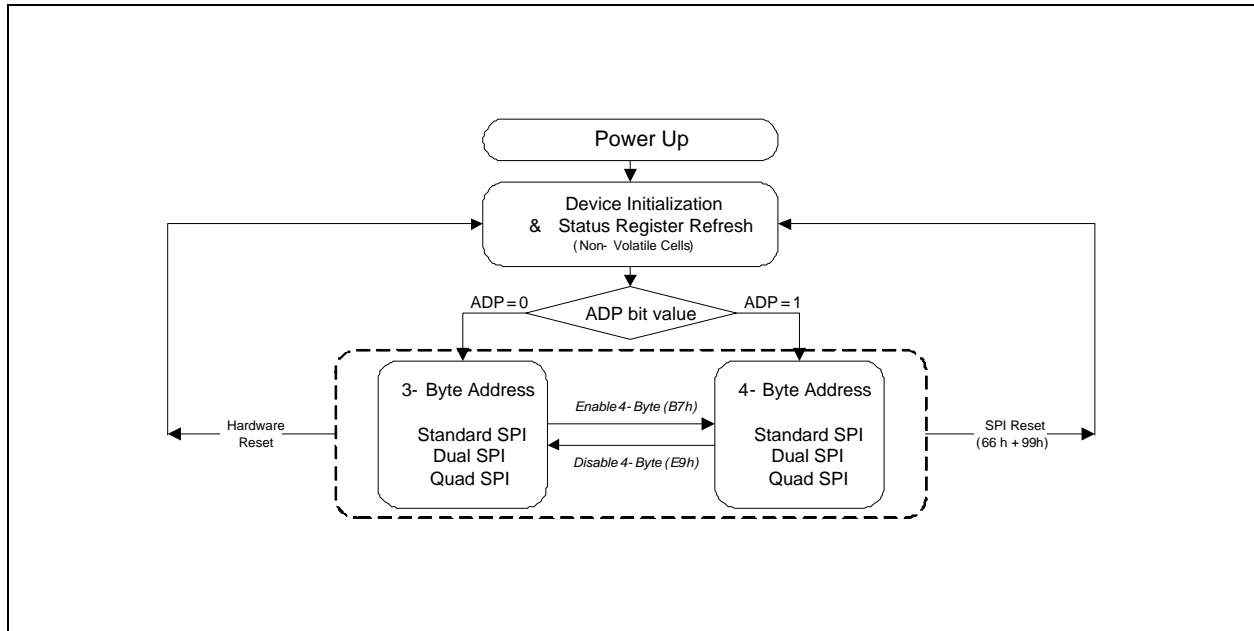 Power Up
Device Initialization
& Status Register Refresh
(Non- Volatile Cells)
ADP = 0
ADP bit value
ADP = 1
3- Byte Address
Standard SPI
Dual SPI
Quad SPI
Enable 4- Byte (B7h)
Disable 4- Byte (E9h)
4- Byte Address
Standard SPI
Dual SPI
Quad SPI
Hardware
Reset
SPI Reset
(66 h + 99h)